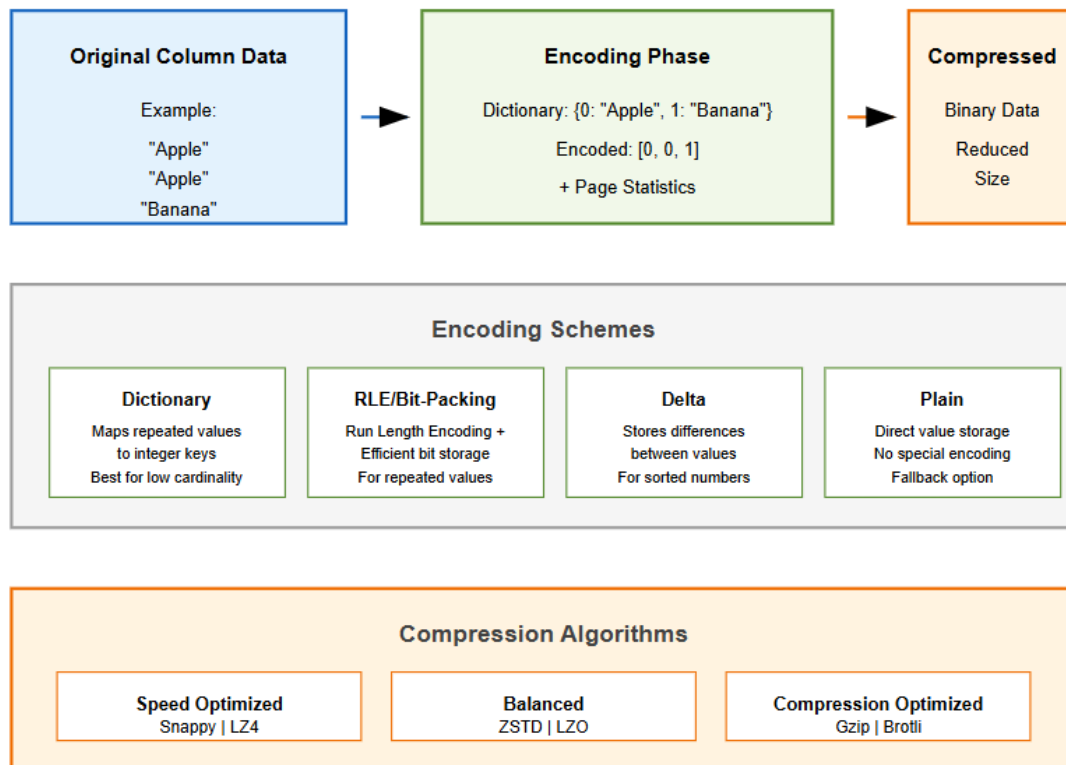 Original Column Data
Example:
"Apple"
"Apple"
"Banana"
Encoding Phase
Dictionary: {0: "Apple", 1: "Banana"}
Encoded: [0, 0, 1]
+ Page Statistics
Compressed
Binary Data
Reduced
Size
Encoding Schemes
Dictionary
Maps repeated values
to integer keys
Best for low cardinality
RLE/Bit-Packing
Run Length Encoding +
Efficient bit storage
For repeated values
Delta
Stores differences
between values
For sorted numbers
Plain
Direct value storage
No special encoding
Fallback option
Compression Algorithms
Speed Optimized
Snappy | LZ4
Balanced
ZSTD | LZO
Compression Optimized
Gzip | Brotli